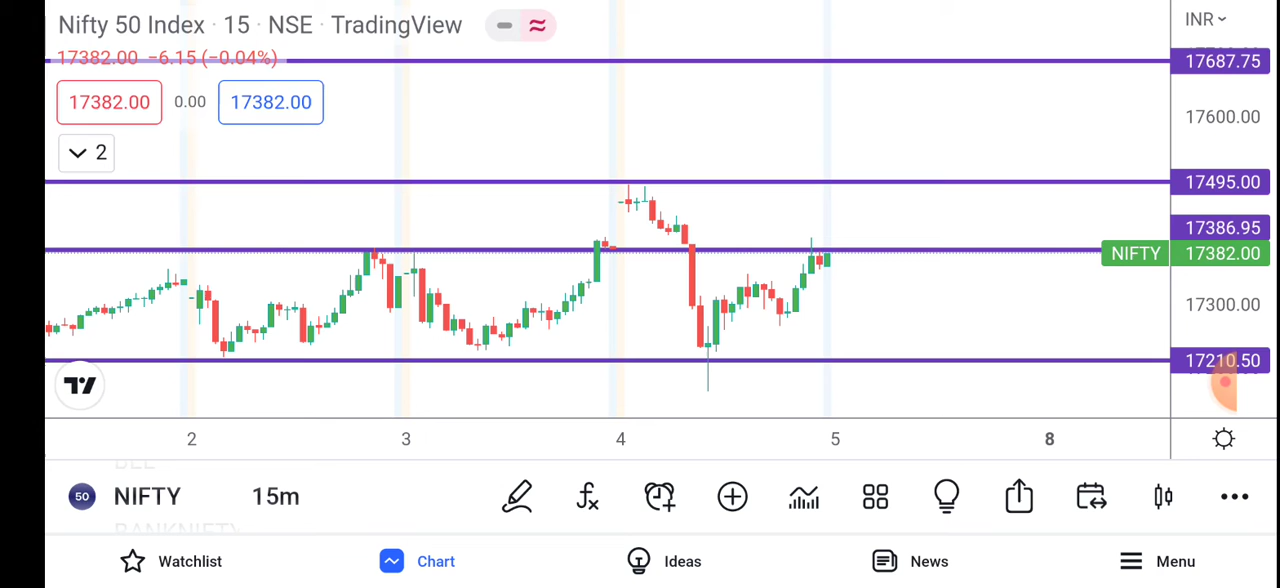 Nifty 50 Index · 15 · NSE · TradingView
INR
17382.00 −6.15 (−0.04%)
17687.75
17382.00 0.00 17382.00
17600.00
2
17495.00
17386.95
NIFTY 17382.00
17300.00
17210.50
2 3 4 5 8
50 NIFTY 15m
BANKNIFTY
Watchlist Chart Ideas News Menu